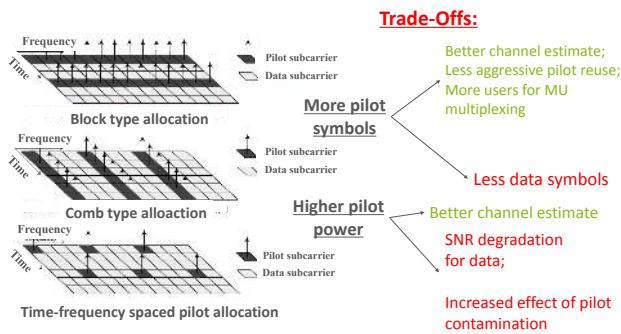 Trade-Offs:
Frequency
Time
Pilot subcarrier
Data subcarrier
Block type allocation
Frequency
Time
Pilot subcarrier
Data subcarrier
Comb type alloaction
Frequency
Time
Pilot subcarrier
Data subcarrier
Time-frequency spaced pilot allocation
More pilot
symbols
Better channel estimate;
Less aggressive pilot reuse;
More users for MU
multiplexing
Less data symbols
Higher pilot
power
Better channel estimate
SNR degradation
for data;
Increased effect of pilot
contamination